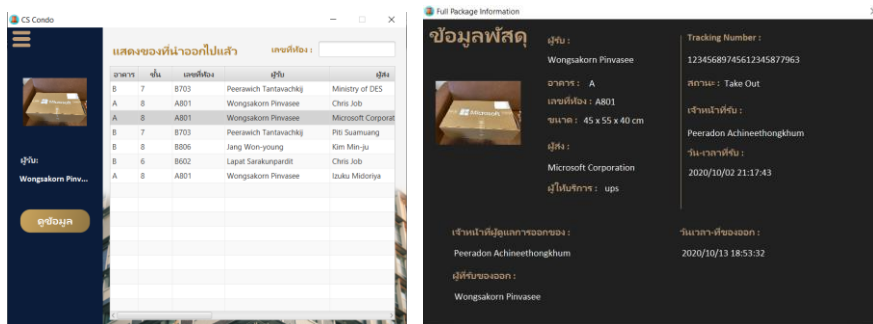 CS Condo
แสดงของที่นำออกไปแล้ว
เลขที่ห้อง :
อาคาร ชั้น เลขที่ห้อง ผู้รับ ผู้ส่ง
B 7 B703 Peerawich Tantavachkij Ministry of DES
A 8 A801 Wongsakorn Pinvasee Chris Job
A 8 A801 Wongsakorn Pinvasee Microsoft Corporat
B 7 B703 Peerawich Tantavachkij Piti Suamuang
B 8 B806 Jang Won-young Kim Min-ju
B 6 B602 Lapat Sarakunpardit Chris Job
A 8 A801 Wongsakorn Pinvasee Izuku Midoriya
Microsoft
ผู้รับ:
Wongsakorn Pinv...
ดูข้อมูล
Full Package Information
ข้อมูลพัสดุ
Microsoft
ผู้รับ :
Wongsakorn Pinvasee
อาคาร : A
เลขที่ห้อง : A801
ขนาด : 45 x 55 x 40 cm
ผู้ส่ง :
Microsoft Corporation
ผู้ให้บริการ : ups
Tracking Number :
12345689745612345877963
สถานะ : Take Out
เจ้าหน้าที่รับ :
Peeradon Achineethongkhum
วัน-เวลาที่รับ :
2020/10/02 21:17:43
เจ้าหน้าที่ผู้ดูแลการออกของ :
Peeradon Achineethongkhum
ผู้ที่รับของออก :
Wongsakorn Pinvasee
วันเวลา-ที่ของออก :
2020/10/13 18:53:32